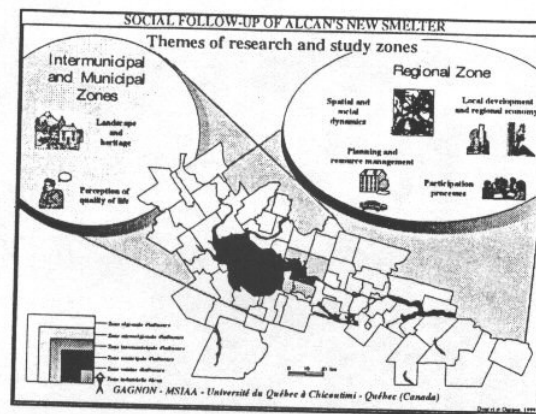 SOCIAL FOLLOW-UP OF ALCAN'S NEW SMELTER
Themes of research and study zones
Intermunicipal
and Municipal
Zones
Landscape
and
heritage
Perception of
quality of life
Regional Zone
Spatial and
social
dynamics
Local development
and regional economy
Planning and
resource management
Participation
processes
GAGNON - MSIAA - Université du Québec à Chicoutimi - Québec (Canada)